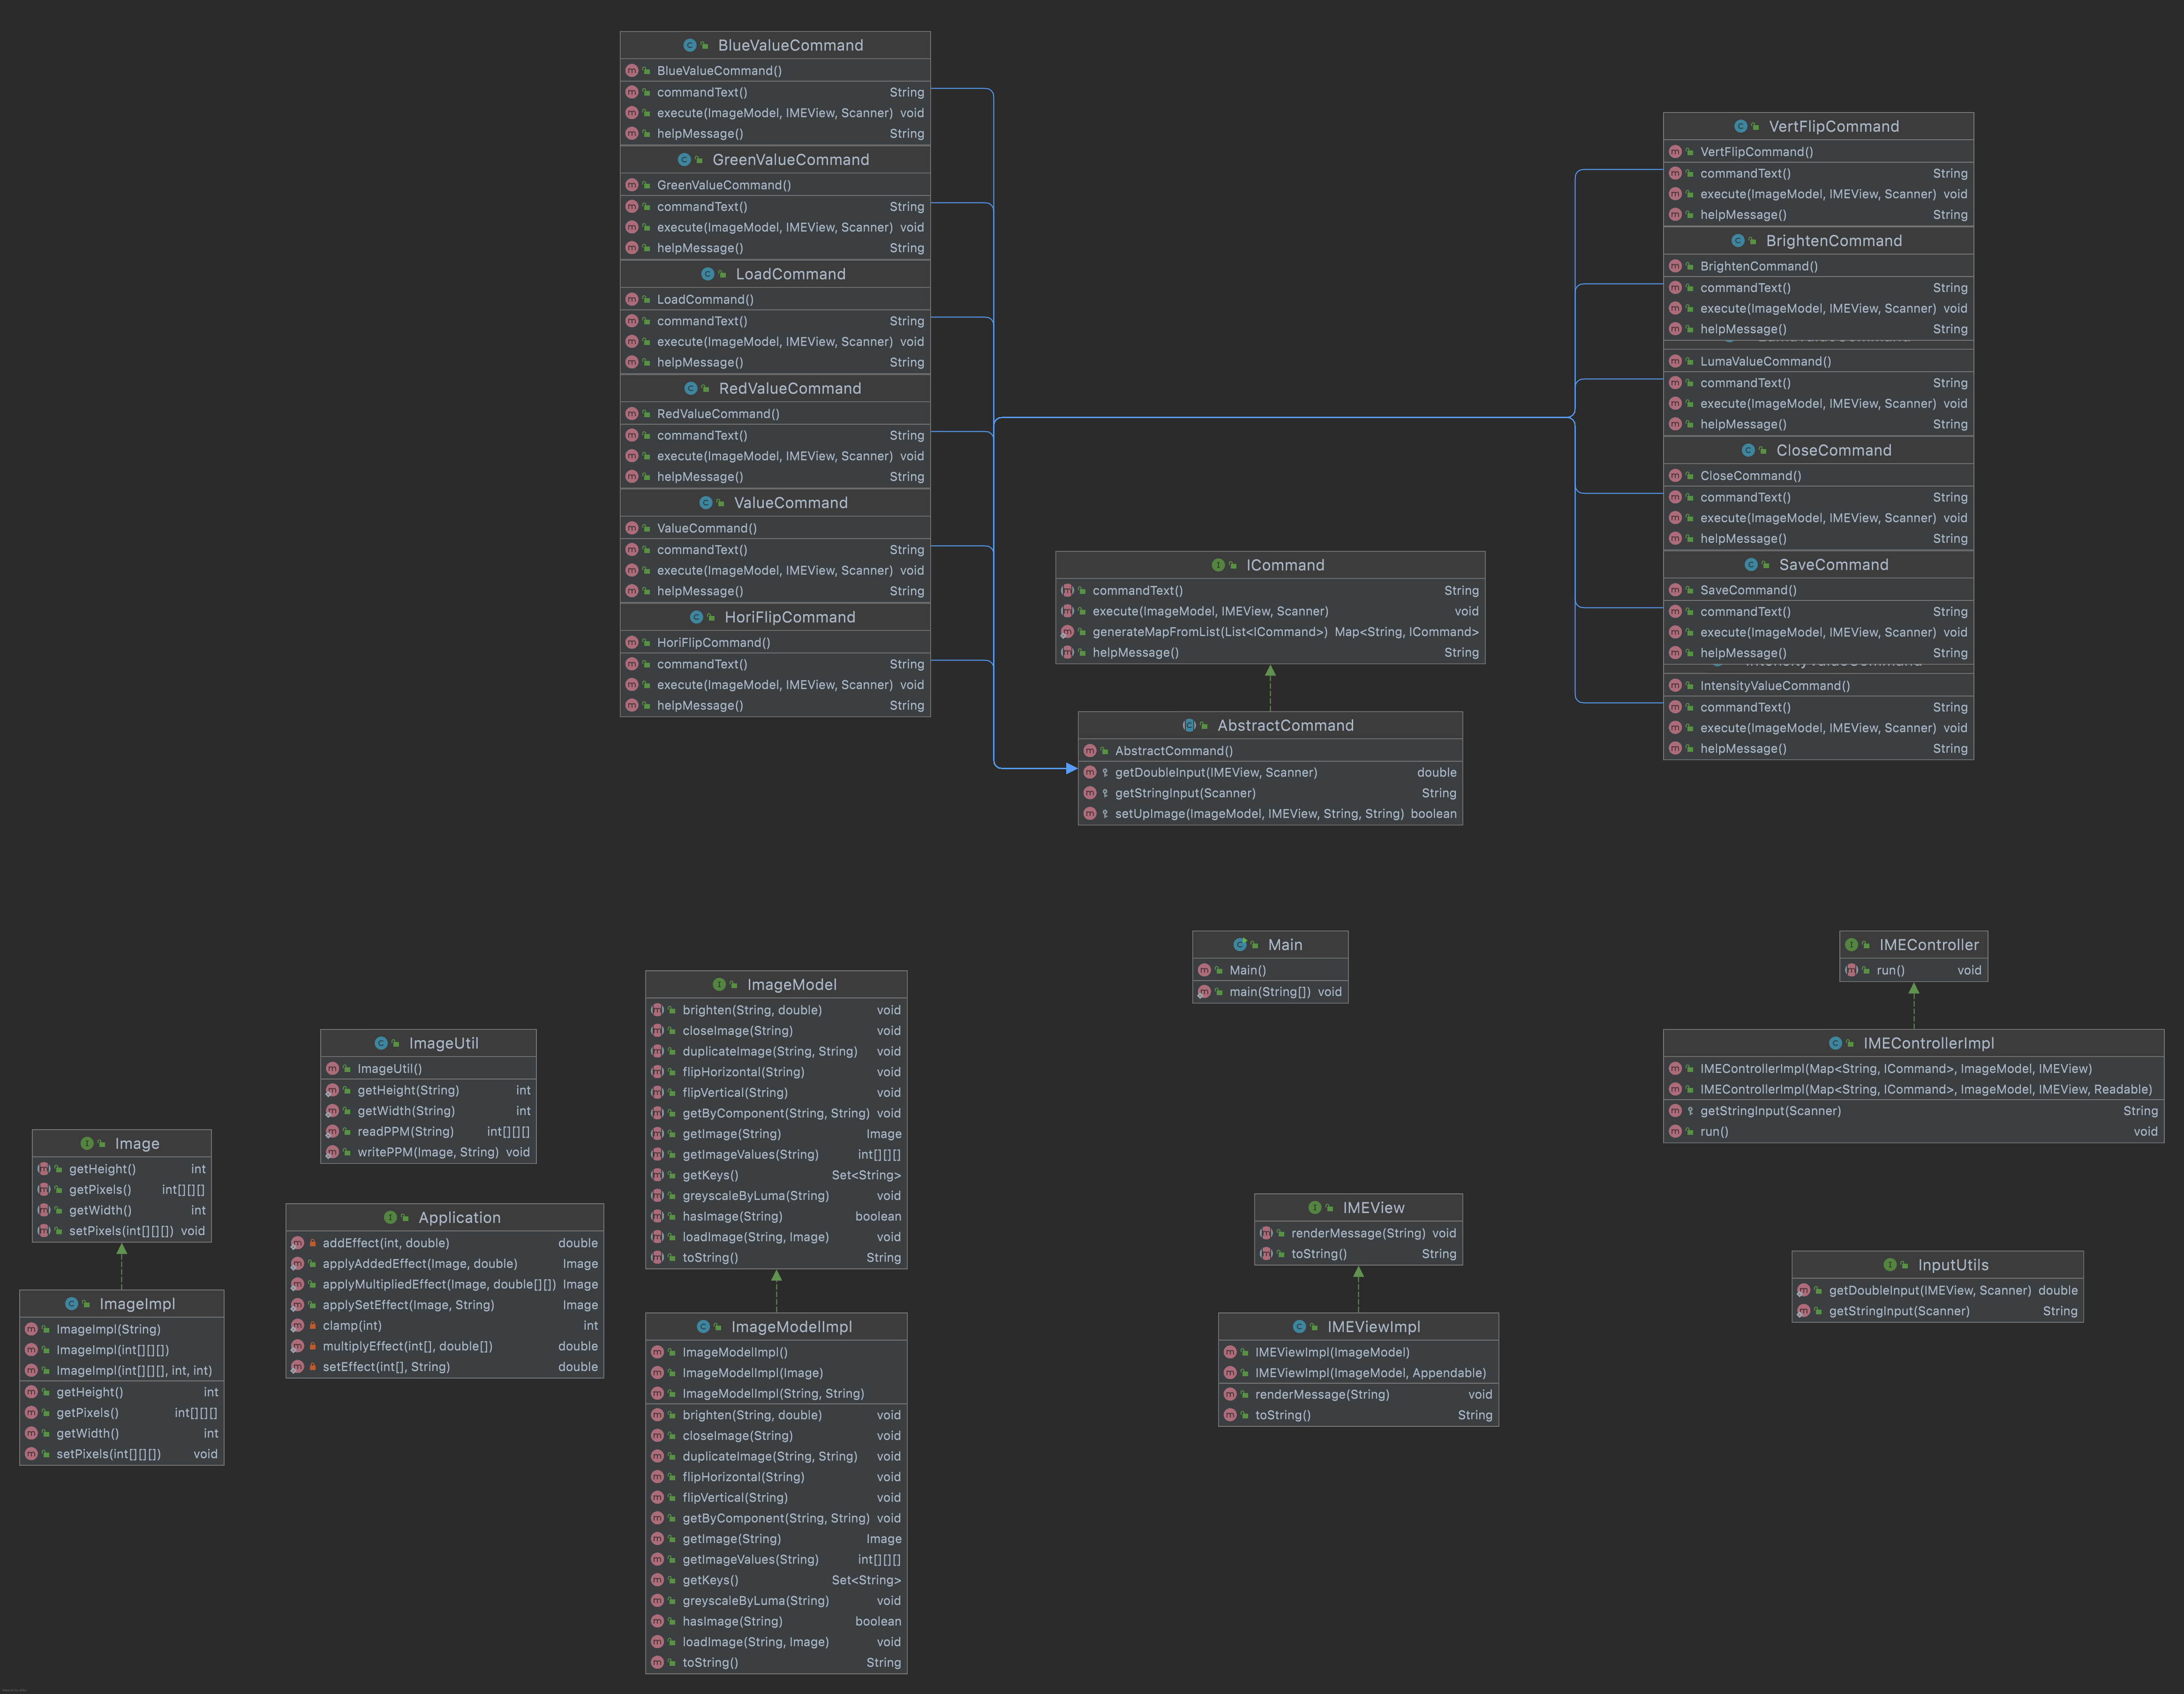 BlueValueCommand
BlueValueCommand()
commandText() String
execute(ImageModel, IMEView, Scanner) void
helpMessage() String
GreenValueCommand
GreenValueCommand()
commandText() String
execute(ImageModel, IMEView, Scanner) void
helpMessage() String
LoadCommand
LoadCommand()
commandText() String
execute(ImageModel, IMEView, Scanner) void
helpMessage() String
RedValueCommand
RedValueCommand()
commandText() String
execute(ImageModel, IMEView, Scanner) void
helpMessage() String
ValueCommand
ValueCommand()
commandText() String
execute(ImageModel, IMEView, Scanner) void
helpMessage() String
HoriFlipCommand
HoriFlipCommand()
commandText() String
execute(ImageModel, IMEView, Scanner) void
helpMessage() String
VertFlipCommand
VertFlipCommand()
commandText() String
execute(ImageModel, IMEView, Scanner) void
helpMessage() String
BrightenCommand
BrightenCommand()
commandText() String
execute(ImageModel, IMEView, Scanner) void
helpMessage() String
LumaValueCommand()
commandText() String
execute(ImageModel, IMEView, Scanner) void
helpMessage() String
CloseCommand
CloseCommand()
commandText() String
execute(ImageModel, IMEView, Scanner) void
helpMessage() String
SaveCommand
SaveCommand()
commandText() String
execute(ImageModel, IMEView, Scanner) void
helpMessage() String
IntensityValueCommand()
commandText() String
execute(ImageModel, IMEView, Scanner) void
helpMessage() String
ICommand
commandText() String
execute(ImageModel, IMEView, Scanner) void
generateMapFromList(List<ICommand>) Map<String, ICommand>
helpMessage() String
AbstractCommand
AbstractCommand()
getDoubleInput(IMEView, Scanner) double
getStringInput(Scanner) String
setUpImage(ImageModel, IMEView, String, String) boolean
Main
Main()
main(String[]) void
IMEController
run() void
IMEControllerImpl
IMEControllerImpl(Map<String, ICommand>, ImageModel, IMEView)
IMEControllerImpl(Map<String, ICommand>, ImageModel, IMEView, Readable)
getStringInput(Scanner) String
run() void
ImageModel
brighten(String, double) void
closeImage(String) void
duplicateImage(String, String) void
flipHorizontal(String) void
flipVertical(String) void
getByComponent(String, String) void
getImage(String) Image
getImageValues(String) int[][][]
getKeys() Set<String>
greyscaleByLuma(String) void
hasImage(String) boolean
loadImage(String, Image) void
toString() String
ImageUtil
ImageUtil()
getHeight(String) int
getWidth(String) int
readPPM(String) int[][][]
writePPM(Image, String) void
Image
getHeight() int
getPixels() int[][][]
getWidth() int
setPixels(int[][][]) void
Application
addEffect(int, double) double
applyAddedEffect(Image, double) Image
applyMultipliedEffect(Image, double[][]) Image
applySetEffect(Image, String) Image
clamp(int) int
multiplyEffect(int[], double[]) double
setEffect(int[], String) double
IMEView
renderMessage(String) void
toString() String
InputUtils
getDoubleInput(IMEView, Scanner) double
getStringInput(Scanner) String
ImageImpl
ImageImpl(String)
ImageImpl(int[][][])
ImageImpl(int[][][], int, int)
getHeight() int
getPixels() int[][][]
getWidth() int
setPixels(int[][][]) void
ImageModelImpl
ImageModelImpl()
ImageModelImpl(Image)
ImageModelImpl(String, String)
brighten(String, double) void
closeImage(String) void
duplicateImage(String, String) void
flipHorizontal(String) void
flipVertical(String) void
getByComponent(String, String) void
getImage(String) Image
getImageValues(String) int[][][]
getKeys() Set<String>
greyscaleByLuma(String) void
hasImage(String) boolean
loadImage(String, Image) void
toString() String
IMEViewImpl
IMEViewImpl(ImageModel)
IMEViewImpl(ImageModel, Appendable)
renderMessage(String) void
toString() String